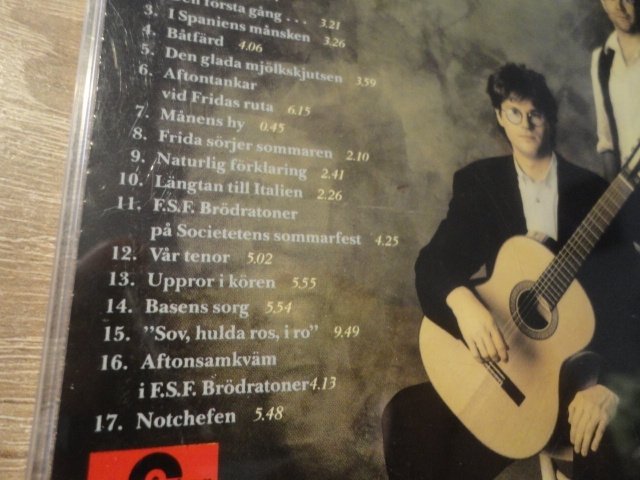 första gång . . . 3.21
3. I Spaniens månsken 3.26
4. Båtfärd 4.06
5. Den glada mjölkskjutsen 3.59
6. Aftontankar
vid Fridas ruta 6.15
7. Månens hy 0.45
8. Frida sörjer sommaren 2.10
9. Naturlig förklaring 2.41
10. Längtan till Italien 2.26
11. F.S.F. Brödratoner
på Societetens sommarfest 4.25
12. Vår tenor 5.02
13. Uppror i kören 5.55
14. Basens sorg 5.54
15. ”Sov, hulda ros, i ro” 9.49
16. Aftonsamkväm
i F.S.F. Brödratoner 4.13
17. Notchefen 5.48